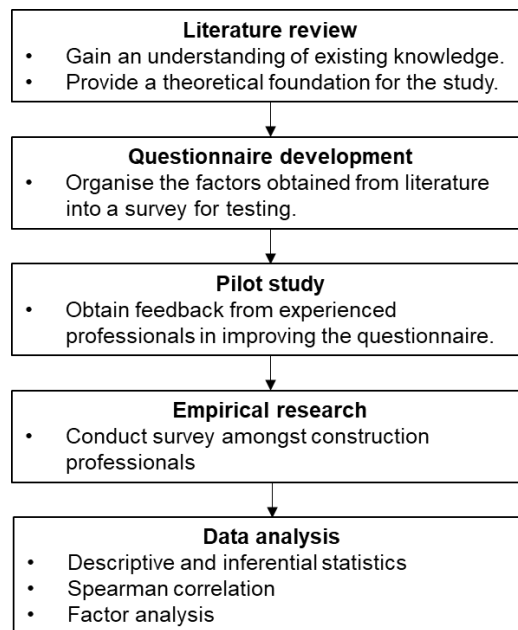 Literature review
• Gain an understanding of existing knowledge.
• Provide a theoretical foundation for the study.
Questionnaire development
• Organise the factors obtained from literature
into a survey for testing.
Pilot study
• Obtain feedback from experienced
professionals in improving the questionnaire.
Empirical research
• Conduct survey amongst construction
professionals
Data analysis
• Descriptive and inferential statistics
• Spearman correlation
• Factor analysis